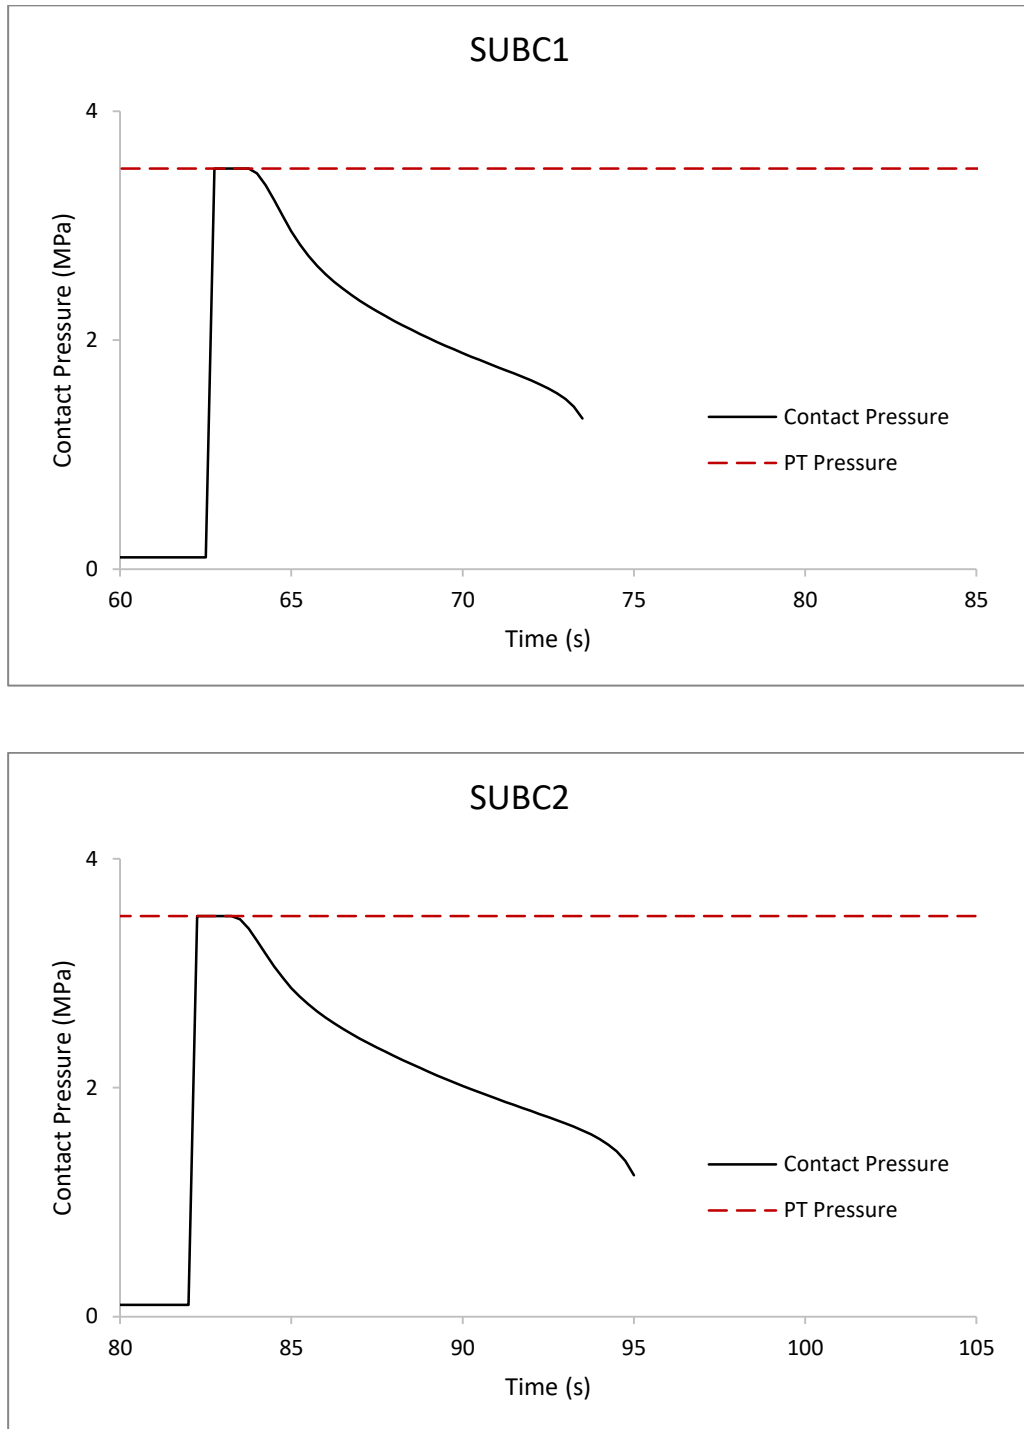 SUBC1
4
2
0
Contact Pressure (MPa)
60 65 70 75 80 85
Time (s)
Contact Pressure
PT Pressure
SUBC2
4
2
0
Contact Pressure (MPa)
80 85 90 95 100 105
Time (s)
Contact Pressure
PT Pressure